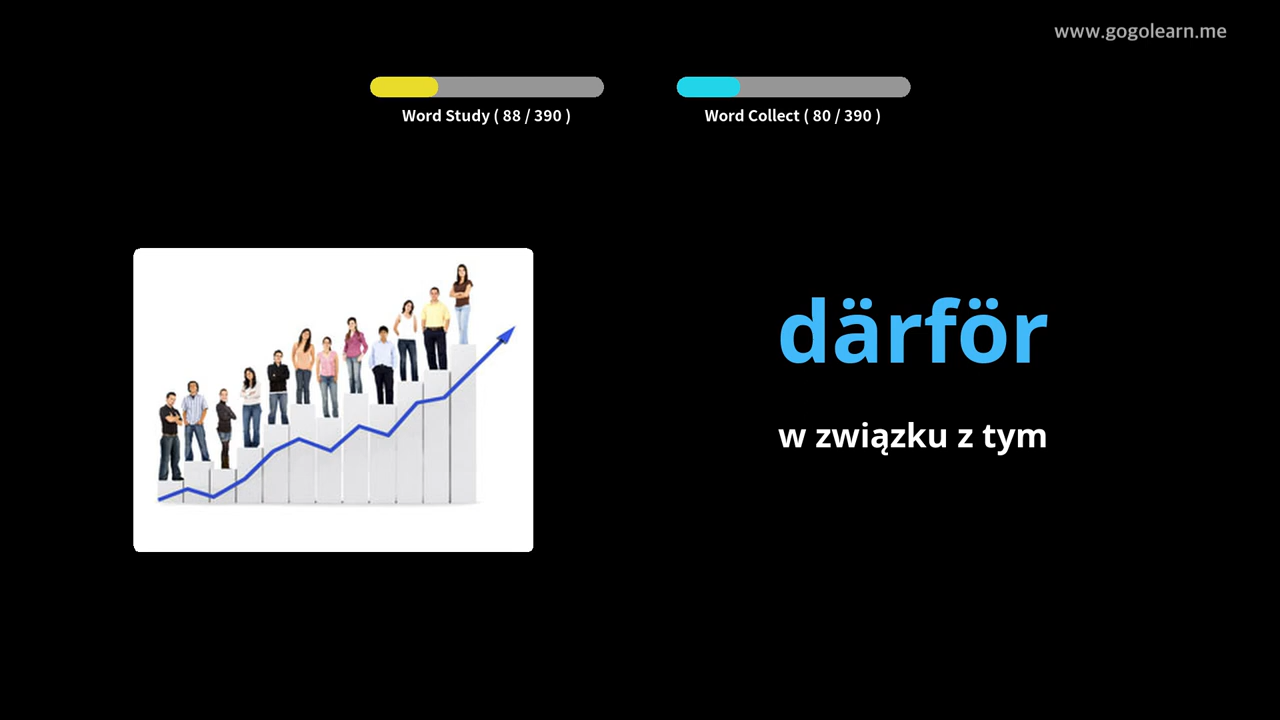 www.gogolearn.me
Word Study ( 88 / 390 )
Word Collect ( 80 / 390 )
därför
w związku z tym